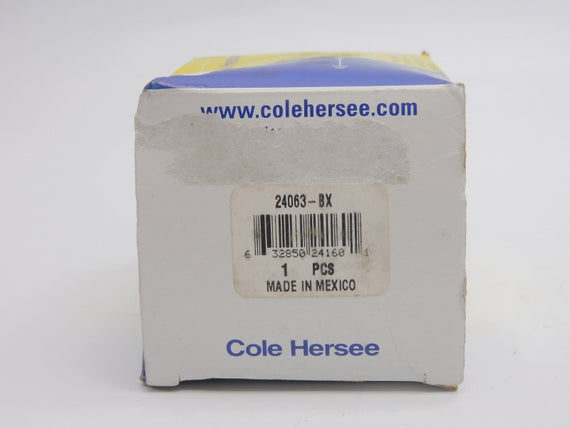 www.colehersee.com
24063-BX
6 32850 24160 1
1 PCS
MADE IN MEXICO
Cole Hersee